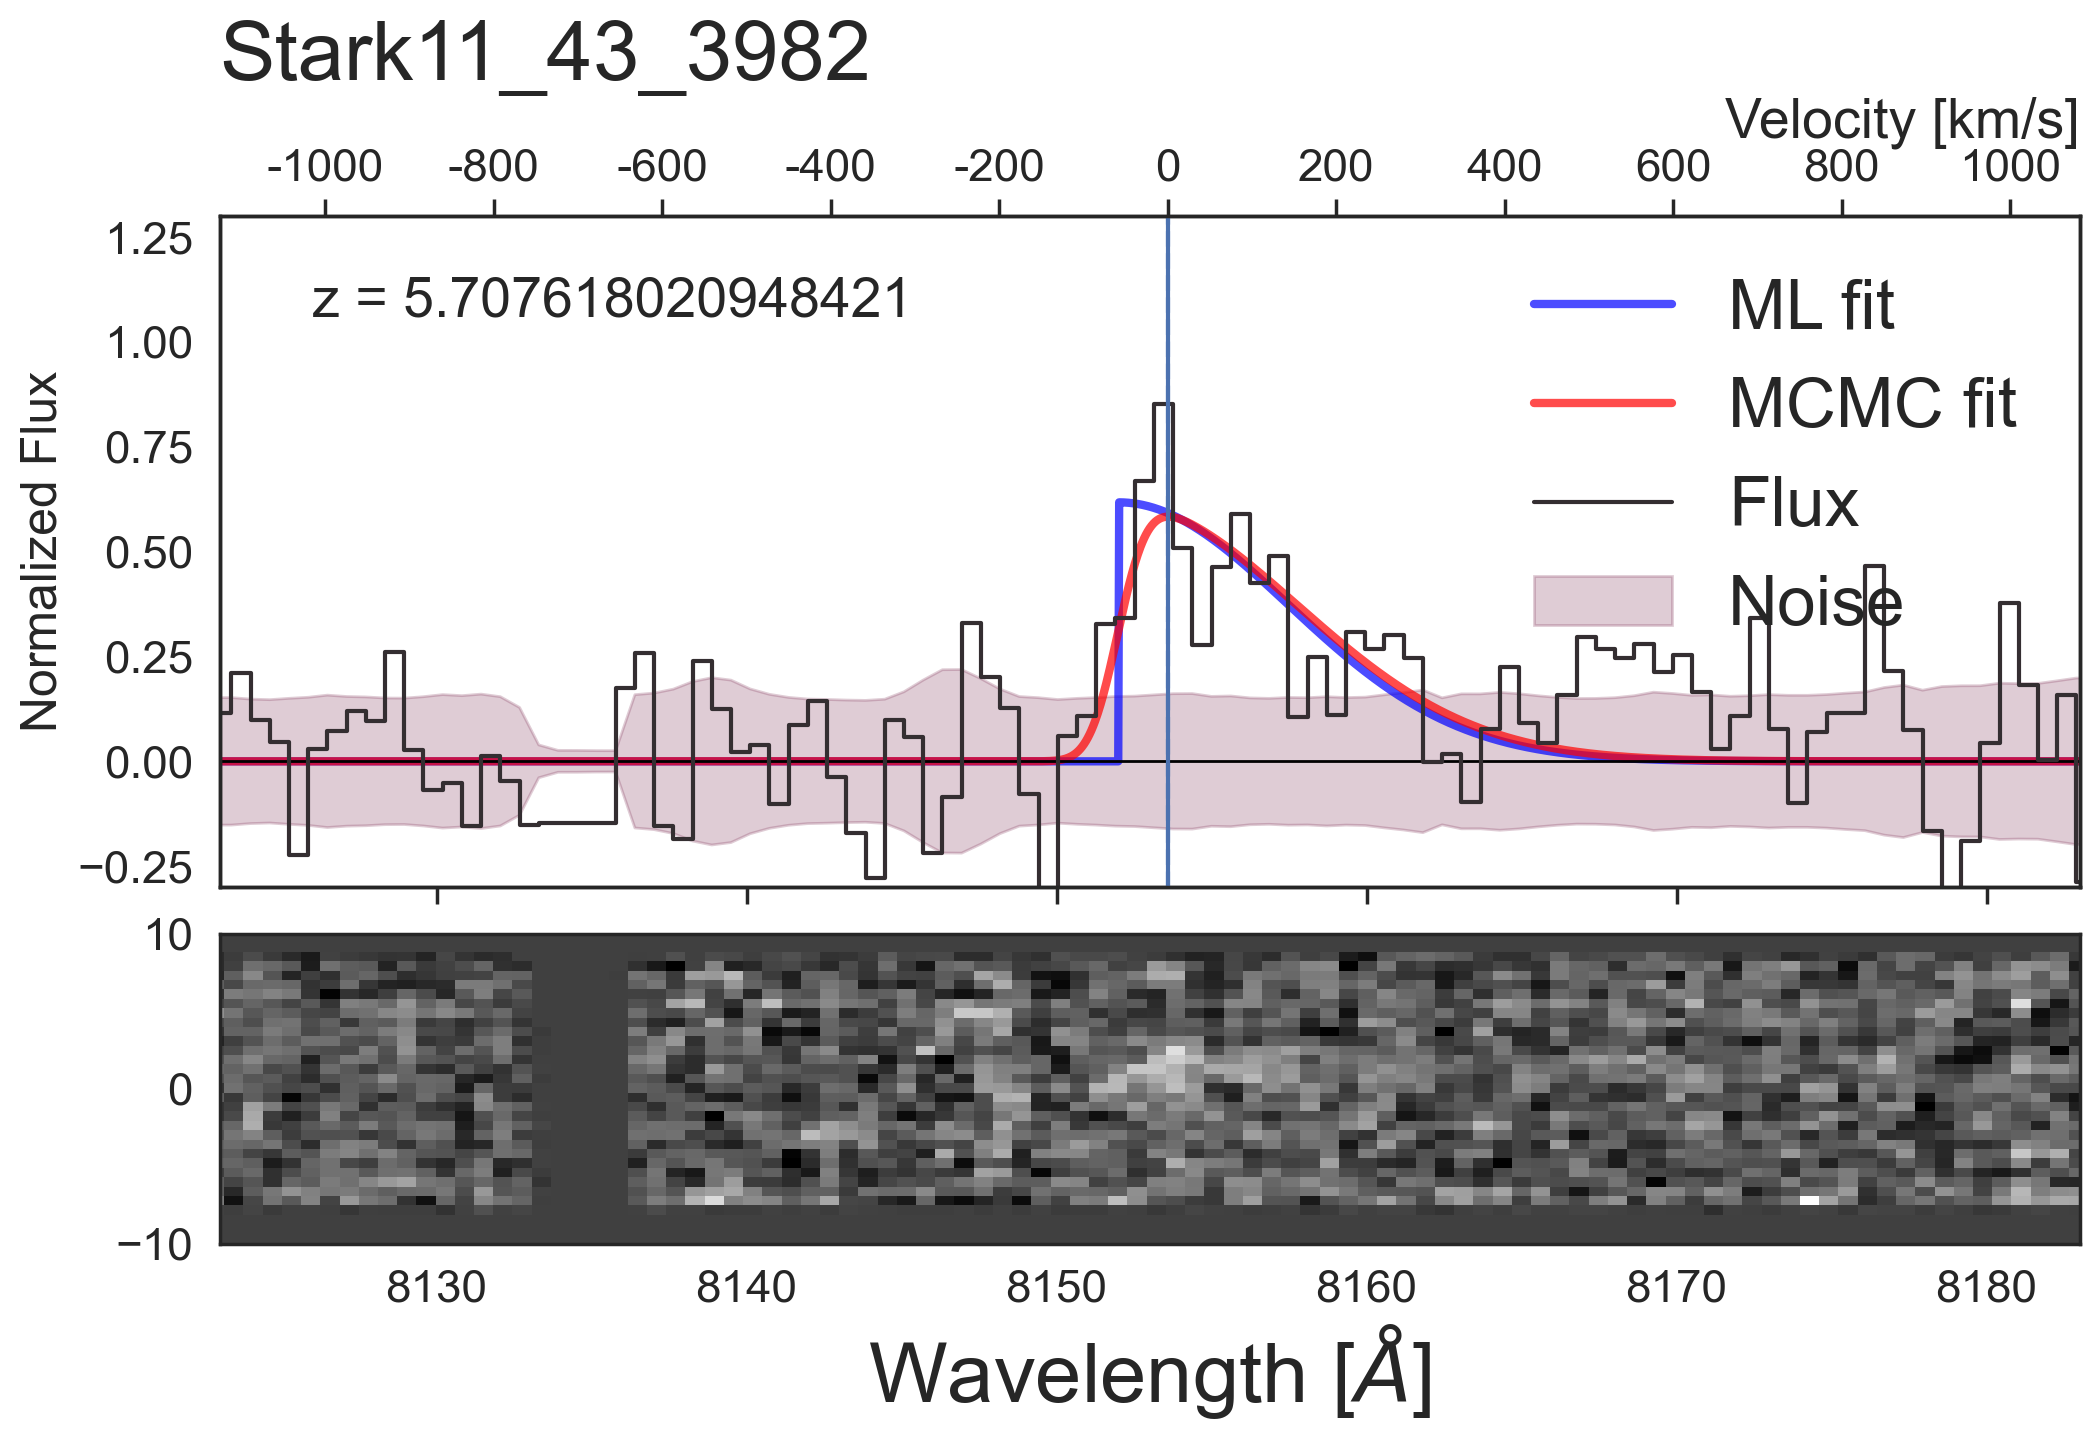 Stark11_43_3982
Velocity [km/s]
-1000 -800 -600 -400 -200 0 200 400 600 800 1000
1.25
1.00
0.75
0.50
0.25
0.00
−0.25
Normalized Flux
z = 5.707618020948421
ML fit
MCMC fit
Flux
Noise
10
0
−10
8130 8140 8150 8160 8170 8180
Wavelength [Å]